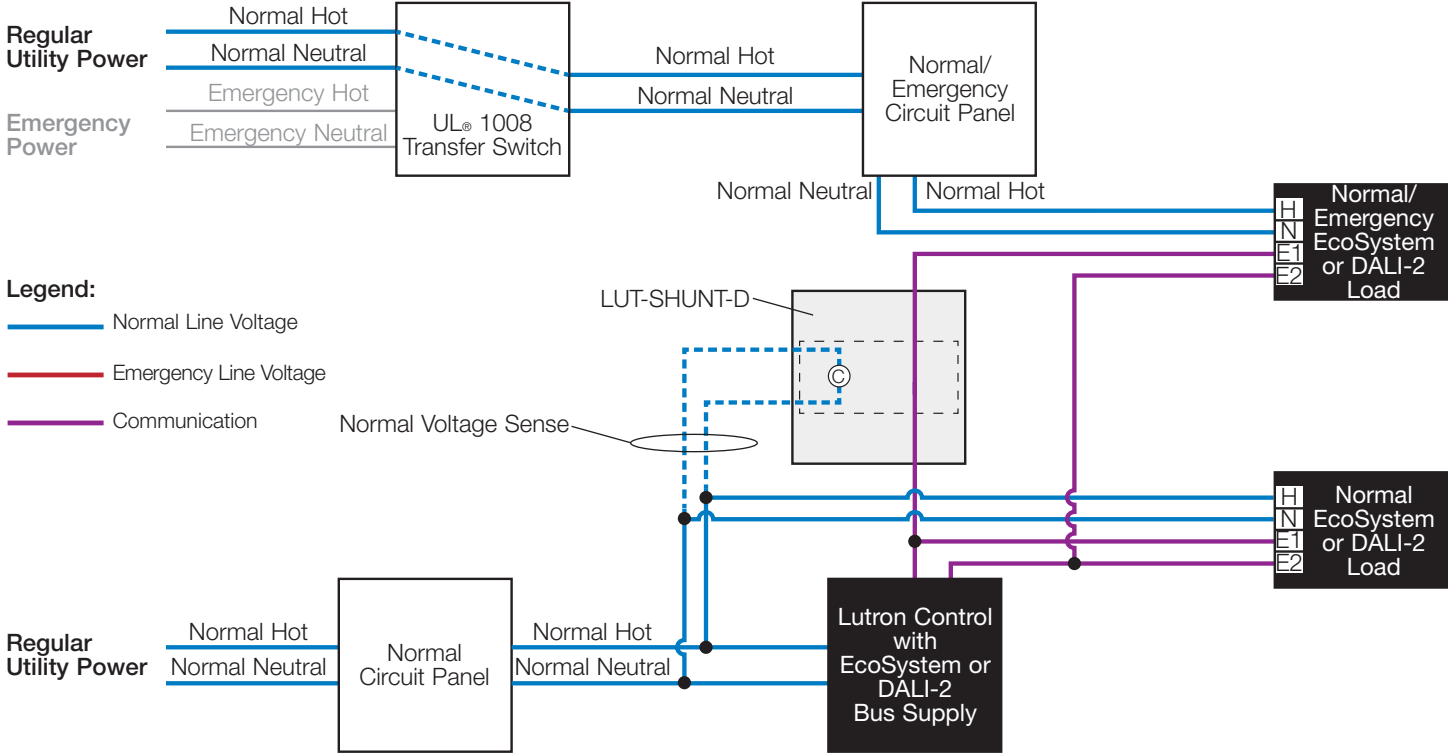 Regular
Utility Power
Normal Hot
Normal Neutral
Emergency
Power
Emergency Hot
Emergency Neutral
UL® 1008
Transfer Switch
Normal Hot
Normal Neutral
Normal/
Emergency
Circuit Panel
Normal Neutral
Normal Hot
H
N
E1
E2
Normal/
Emergency
EcoSystem
or DALI-2
Load
Legend:
Normal Line Voltage
Emergency Line Voltage
Communication
LUT-SHUNT-D
C
Normal Voltage Sense
H
N
E1
E2
Normal
EcoSystem
or DALI-2
Load
Regular
Utility Power
Normal Hot
Normal Neutral
Normal
Circuit Panel
Normal Hot
Normal Neutral
Lutron Control
with
EcoSystem or
DALI-2
Bus Supply